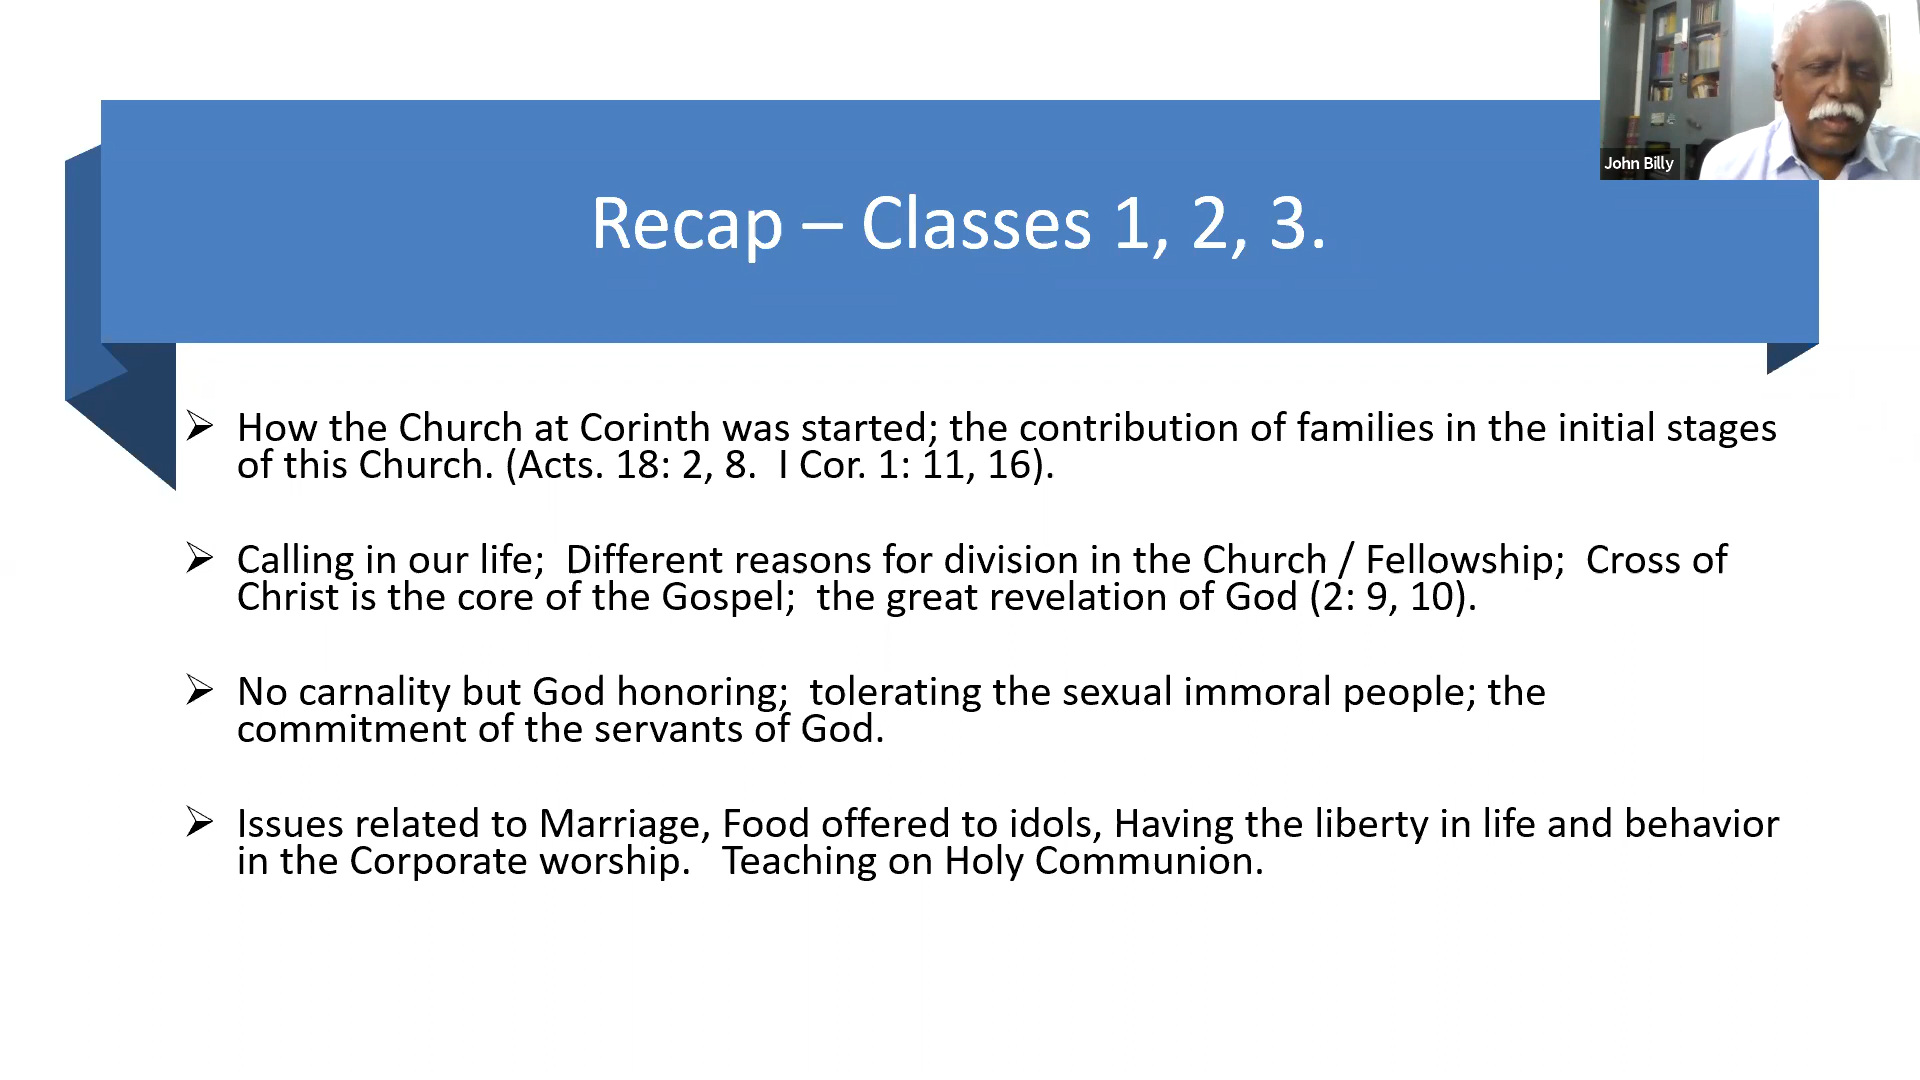 John Billy
Recap – Classes 1, 2, 3.
How the Church at Corinth was started; the contribution of families in the initial stages
of this Church. (Acts. 18: 2, 8.  I Cor. 1: 11, 16).
Calling in our life;  Different reasons for division in the Church / Fellowship;  Cross of
Christ is the core of the Gospel;  the great revelation of God (2: 9, 10).
No carnality but God honoring;  tolerating the sexual immoral people; the
commitment of the servants of God.
Issues related to Marriage, Food offered to idols, Having the liberty in life and behavior
in the Corporate worship.   Teaching on Holy Communion.